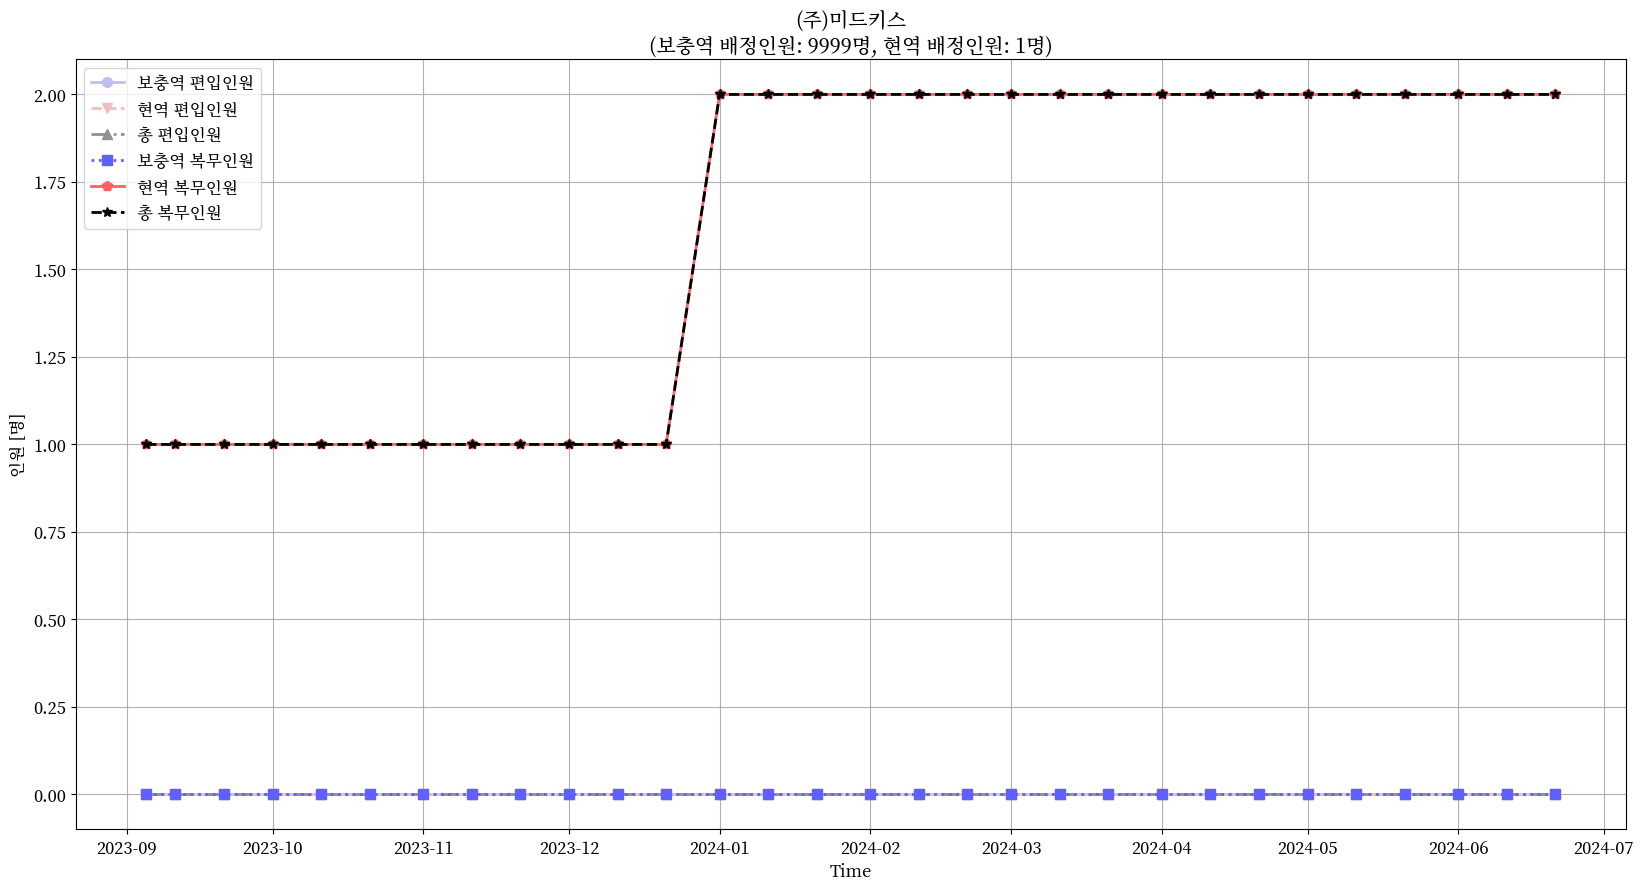 (주)미드키스
(보충역 배정인원: 9999명, 현역 배정인원: 1명)
보충역 편입인원
현역 편입인원
총 편입인원
보충역 복무인원
현역 복무인원
총 복무인원
2.00
1.75
1.50
1.25
1.00
0.75
0.50
0.25
0.00
인원 [명]
2023-09 2023-10 2023-11 2023-12 2024-01 2024-02 2024-03 2024-04 2024-05 2024-06 2024-07
Time